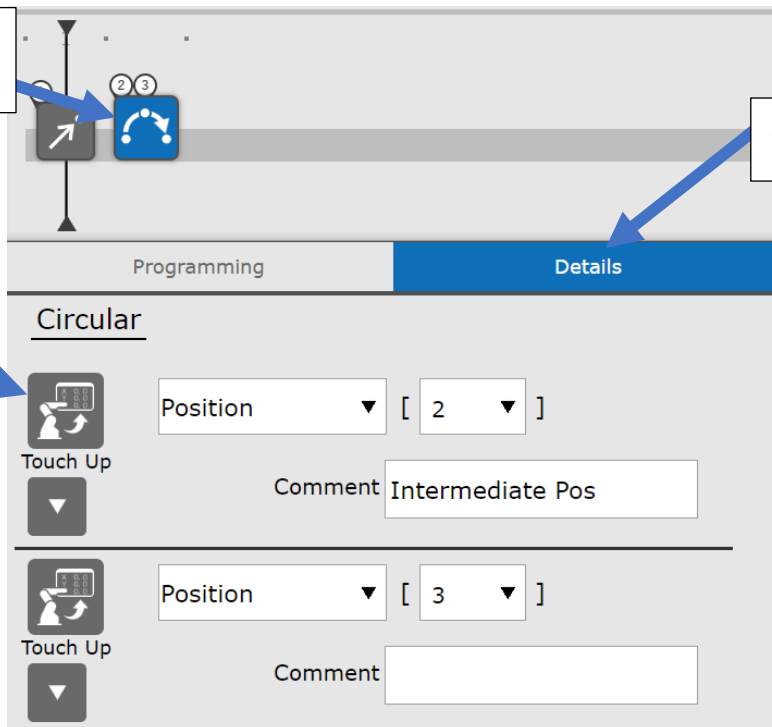 2 3
Programming Details
Circular
Position ▼ [ 2 ▼ ]
Touch Up
Comment Intermediate Pos
Position ▼ [ 3 ▼ ]
Touch Up
Comment